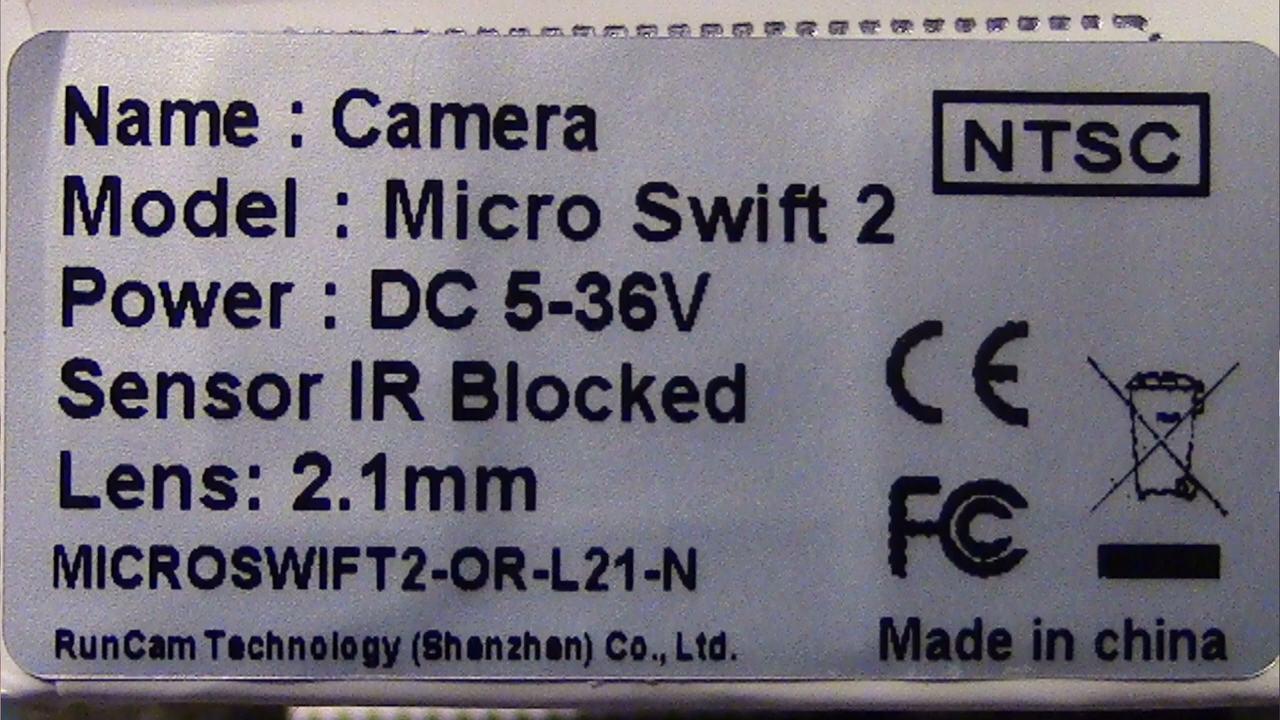 Name : Camera
NTSC
Model : Micro Swift 2
Power : DC 5-36V
Sensor IR Blocked
CE
Lens: 2.1mm
FC
MICROSWIFT2-OR-L21-N
RunCam Technology (Shenzhen) Co., Ltd.
Made in china